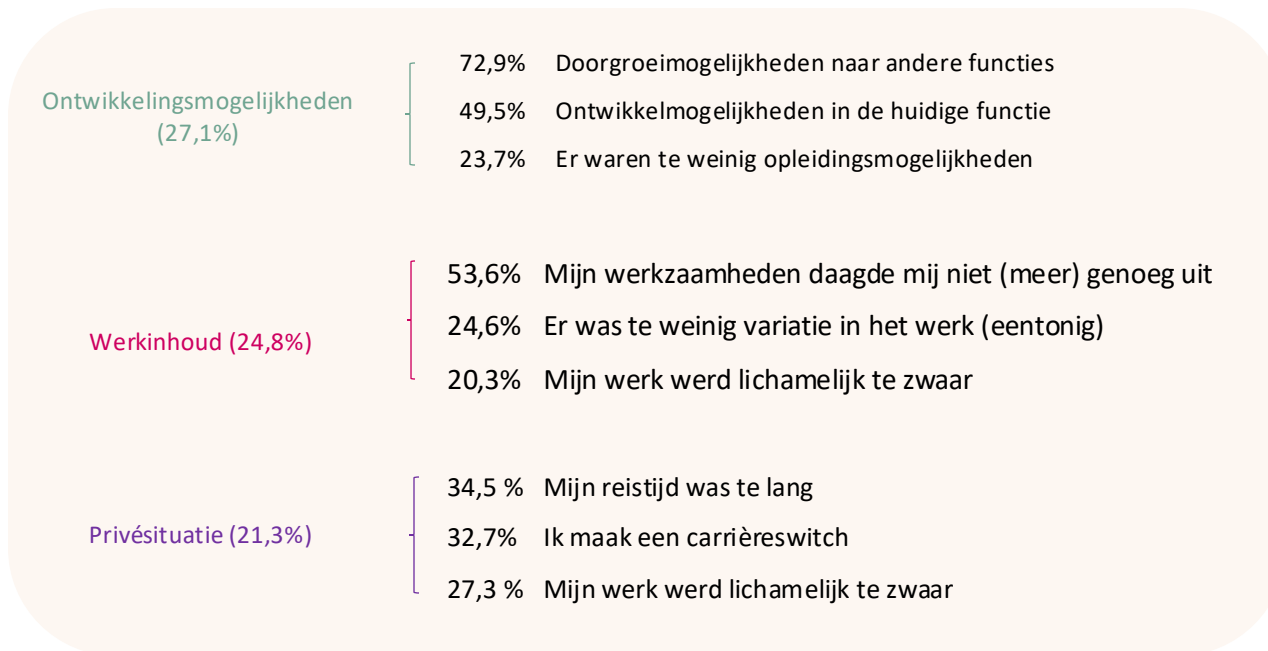 Ontwikkelingsmogelijkheden
(27,1%)
72,9% Doorgroeimogelijkheden naar andere functies
49,5% Ontwikkelmogelijkheden in de huidige functie
23,7% Er waren te weinig opleidingsmogelijkheden
Werkinhoud (24,8%)
53,6% Mijn werkzaamheden daagde mij niet (meer) genoeg uit
24,6% Er was te weinig variatie in het werk (eentonig)
20,3% Mijn werk werd lichamelijk te zwaar
Privésituatie (21,3%)
34,5 % Mijn reistijd was te lang
32,7% Ik maak een carrièreswitch
27,3 % Mijn werk werd lichamelijk te zwaar